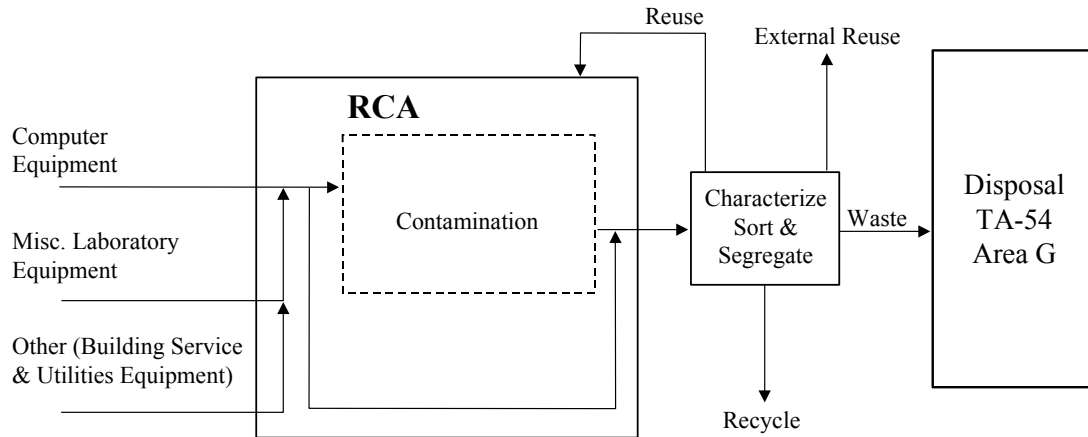 Reuse
External Reuse
RCA
Computer
Equipment
Contamination
Misc. Laboratory
Equipment
Other (Building Service
& Utilities Equipment)
Characterize
Sort &
Segregate
Waste
Disposal
TA-54
Area G
Recycle